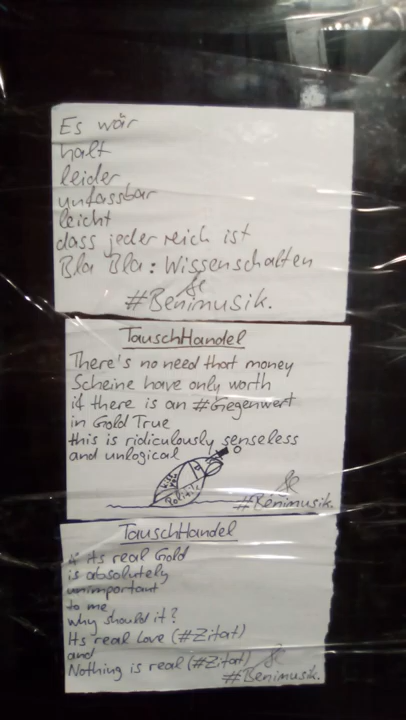 Es wär
halt
leider
unfassbar
leicht
dass jeder reich ist
Bla Bla: Wissenschaften
#Benimusik.
TauschHandel
There's no need that money
Scheine have only worth
if there is an #Gegenwert
in Gold True
this is ridiculously senseless
and unlogical
Politik
#Benimusik.
TauschHandel
if its real Gold
is absolutely
unimportant
to me
why should it?
Its real Love (#Zitat)
and
Nothing is real (#Zitat)
#Benimusik.